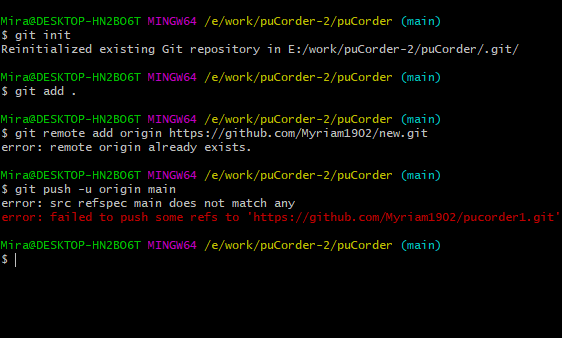 Mira@DESKTOP-HN2BO6T MINGW64 /e/work/puCorder-2/puCorder (main)
$ git init
Reinitialized existing Git repository in E:/work/puCorder-2/puCorder/.git/
Mira@DESKTOP-HN2BO6T MINGW64 /e/work/puCorder-2/puCorder (main)
$ git add .
Mira@DESKTOP-HN2BO6T MINGW64 /e/work/puCorder-2/puCorder (main)
$ git remote add origin https://github.com/Myriam1902/new.git
error: remote origin already exists.
Mira@DESKTOP-HN2BO6T MINGW64 /e/work/puCorder-2/puCorder (main)
$ git push -u origin main
error: src refspec main does not match any
error: failed to push some refs to 'https://github.com/Myriam1902/pucorder1.git'
Mira@DESKTOP-HN2BO6T MINGW64 /e/work/puCorder-2/puCorder (main)
$